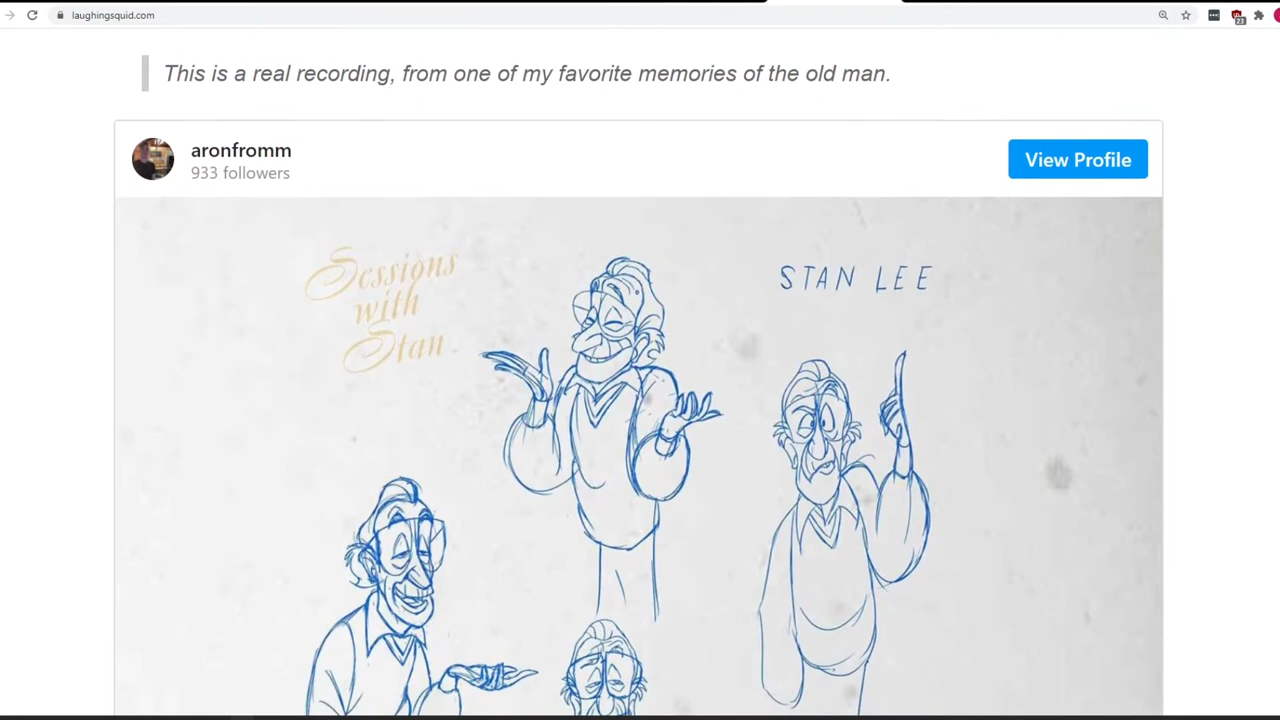 laughingsquid.com
23
This is a real recording, from one of my favorite memories of the old man.
aronfromm
933 followers
View Profile
Sessions
with
Stan
STAN LEE